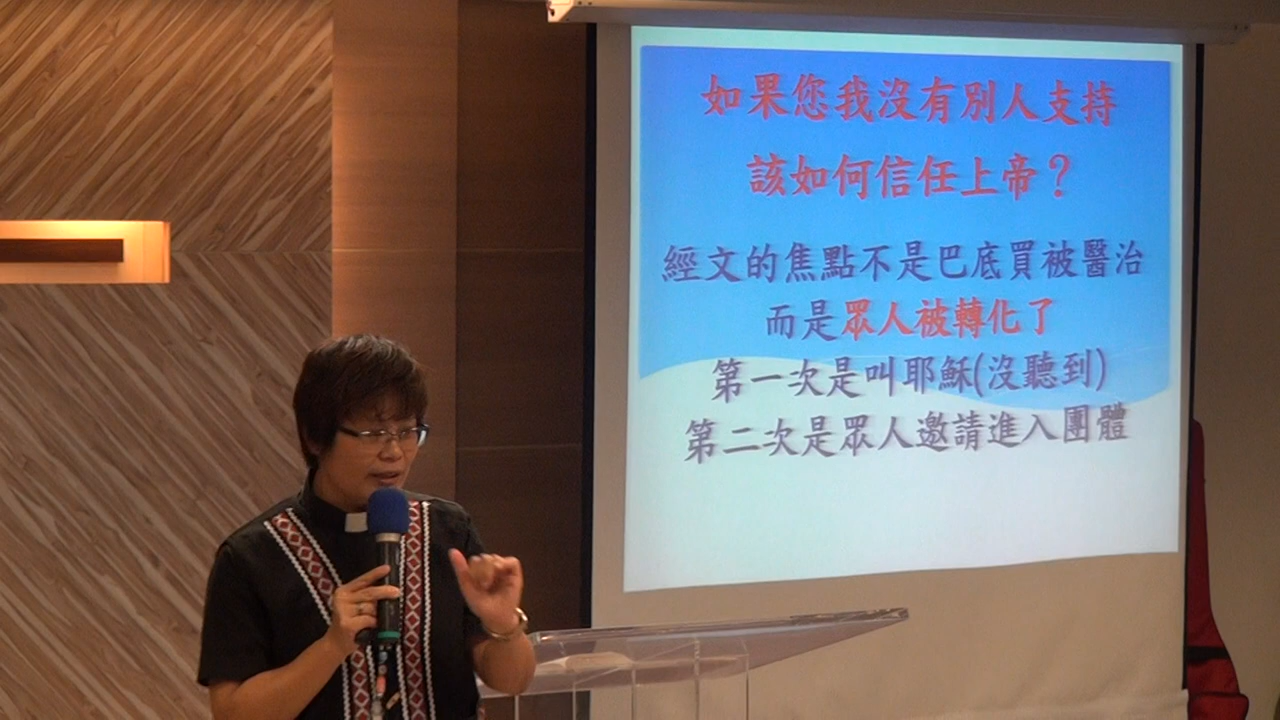 如果您我沒有別人支持
該如何信任上帝？
經文的焦點不是巴底買被醫治
而是眾人被轉化了
第一次是叫耶穌(沒聽到)
第二次是眾人邀請進入團體